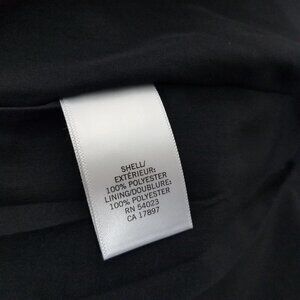 SHELL/
EXTÉRIEUR:
100% POLYESTER
LINING/DOUBLURE:
100% POLYESTER
RN 54023
CA 17897